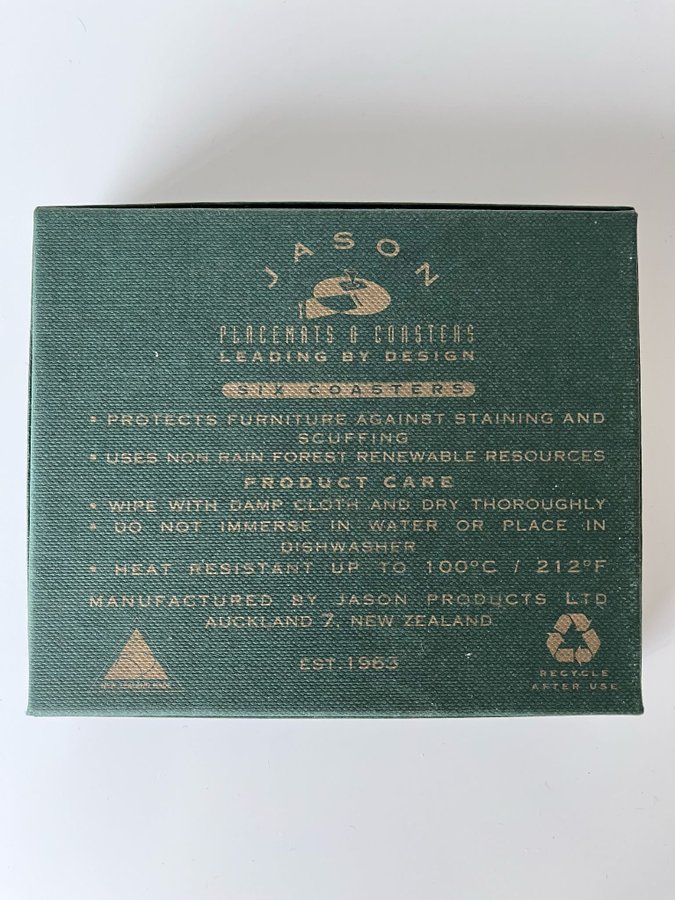 JASON
PLACEMATS & COASTERS
LEADING BY DESIGN
SIX COASTERS
• PROTECTS FURNITURE AGAINST STAINING AND
SCUFFING
• USES NON RAIN FOREST RENEWABLE RESOURCES
PRODUCT CARE
• WIPE WITH DAMP CLOTH AND DRY THOROUGHLY
• DO NOT IMMERSE IN WATER OR PLACE IN
DISHWASHER
• HEAT RESISTANT UP TO 100°C / 212°F
MANUFACTURED BY JASON PRODUCTS LTD
AUCKLAND 7, NEW ZEALAND
EST.1963
NEW ZEALAND MADE
RECYCLE
AFTER USE